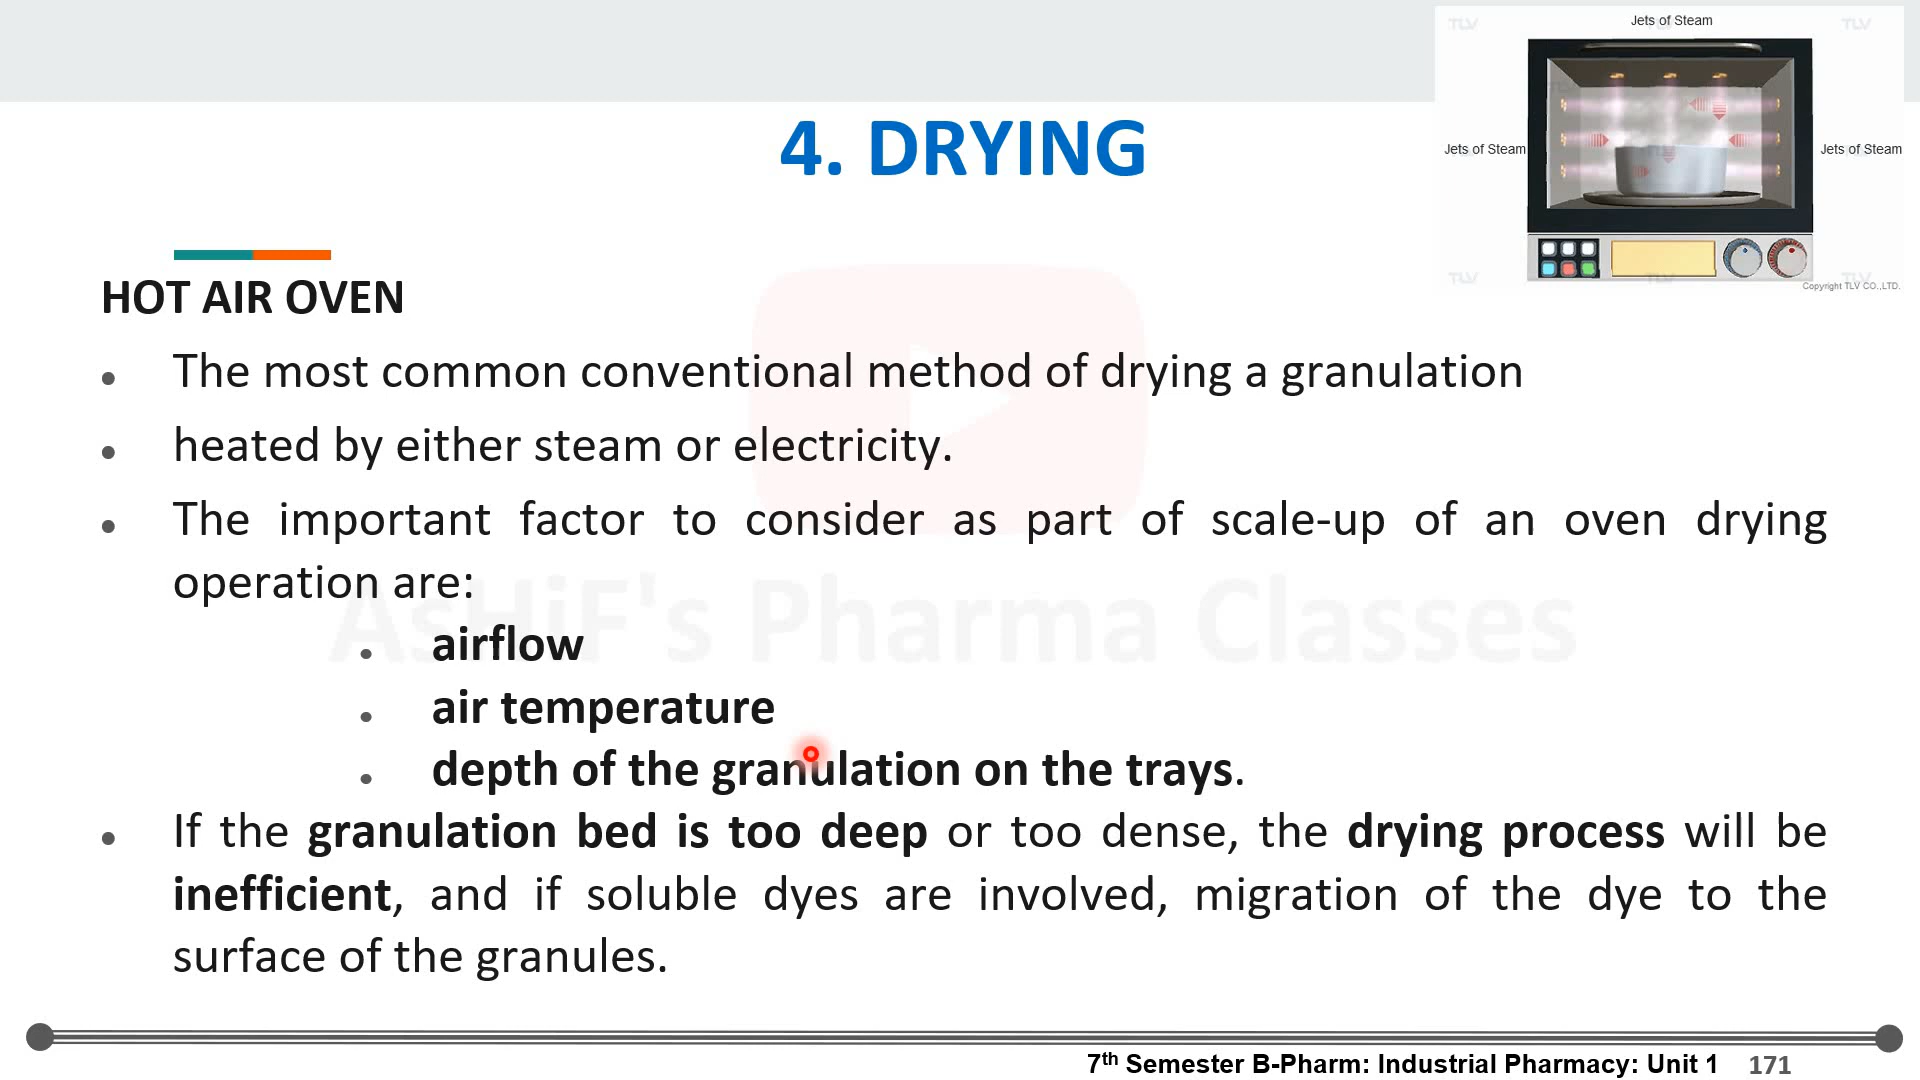 Jets of Steam
TLV TLV
4. DRYING
Jets of Steam
Jets of Steam
TLV TLV TLV
Copyright TLV CO.,LTD.
HOT AIR OVEN
• The most common conventional method of drying a granulation
• heated by either steam or electricity.
• The important factor to consider as part of scale-up of an oven drying
operation are:
AsHiF's Pharma Classes
• airflow
• air temperature
• depth of the granulation on the trays.
• If the granulation bed is too deep or too dense, the drying process will be
inefficient, and if soluble dyes are involved, migration of the dye to the
surface of the granules.
7th Semester B-Pharm: Industrial Pharmacy: Unit 1 171